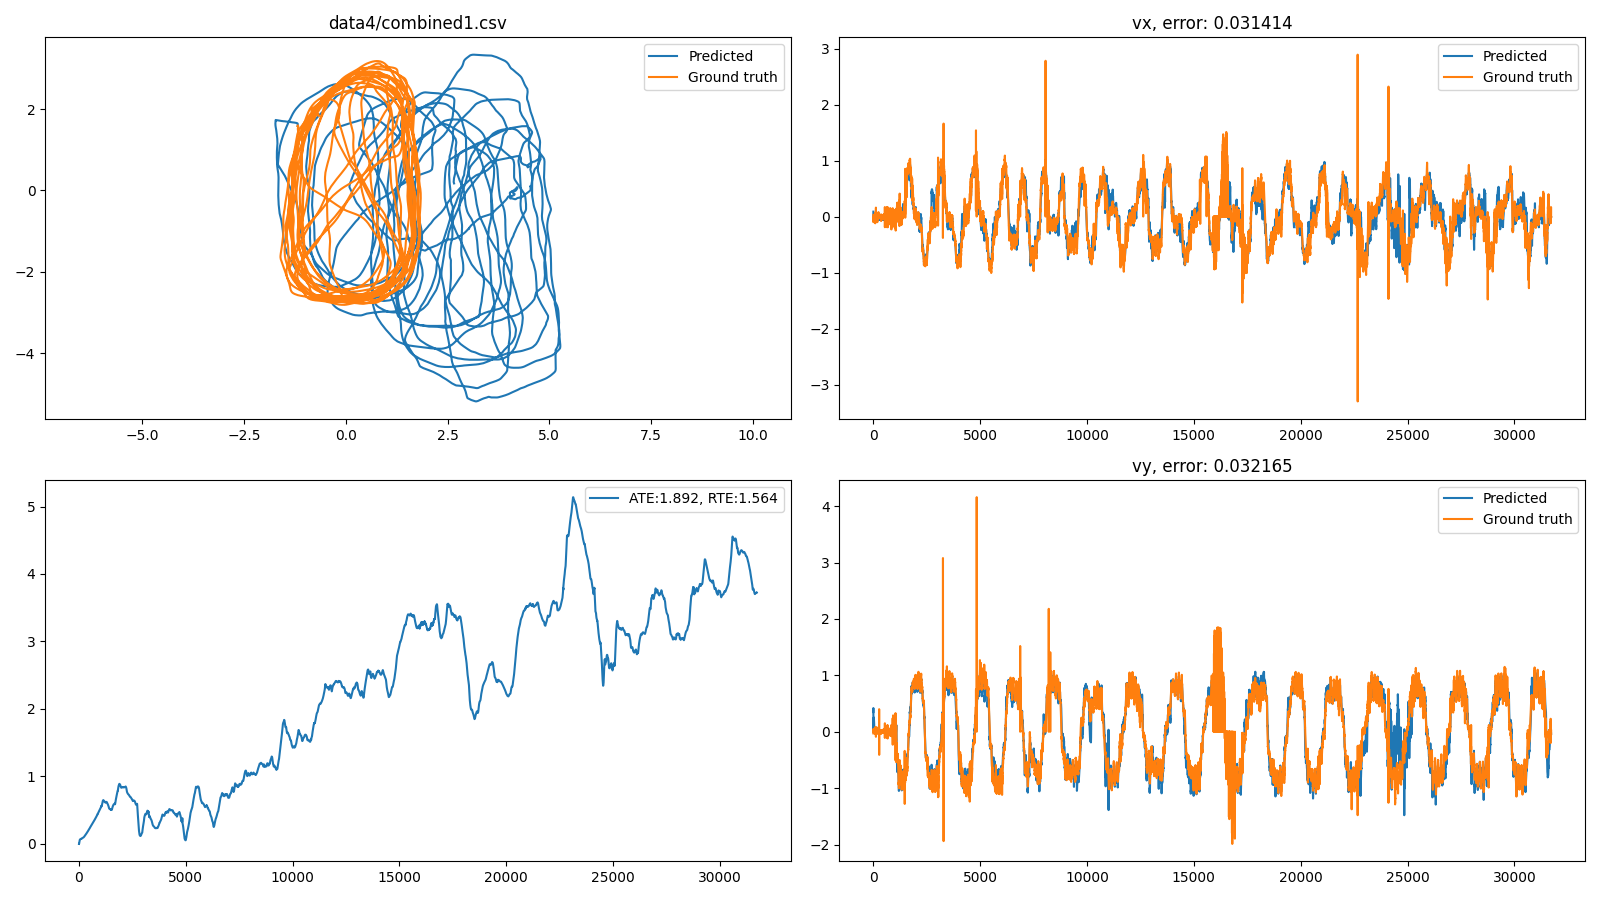 data4/combined1.csv
Predicted
Ground truth
2
0
−2
−4
−5.0 −2.5 0.0 2.5 5.0 7.5 10.0
vx, error: 0.031414
Predicted
Ground truth
3
2
1
0
−1
−2
−3
0 5000 10000 15000 20000 25000 30000
ATE:1.892, RTE:1.564
5
4
3
2
1
0
0 5000 10000 15000 20000 25000 30000
vy, error: 0.032165
Predicted
Ground truth
4
3
2
1
0
−1
−2
0 5000 10000 15000 20000 25000 30000